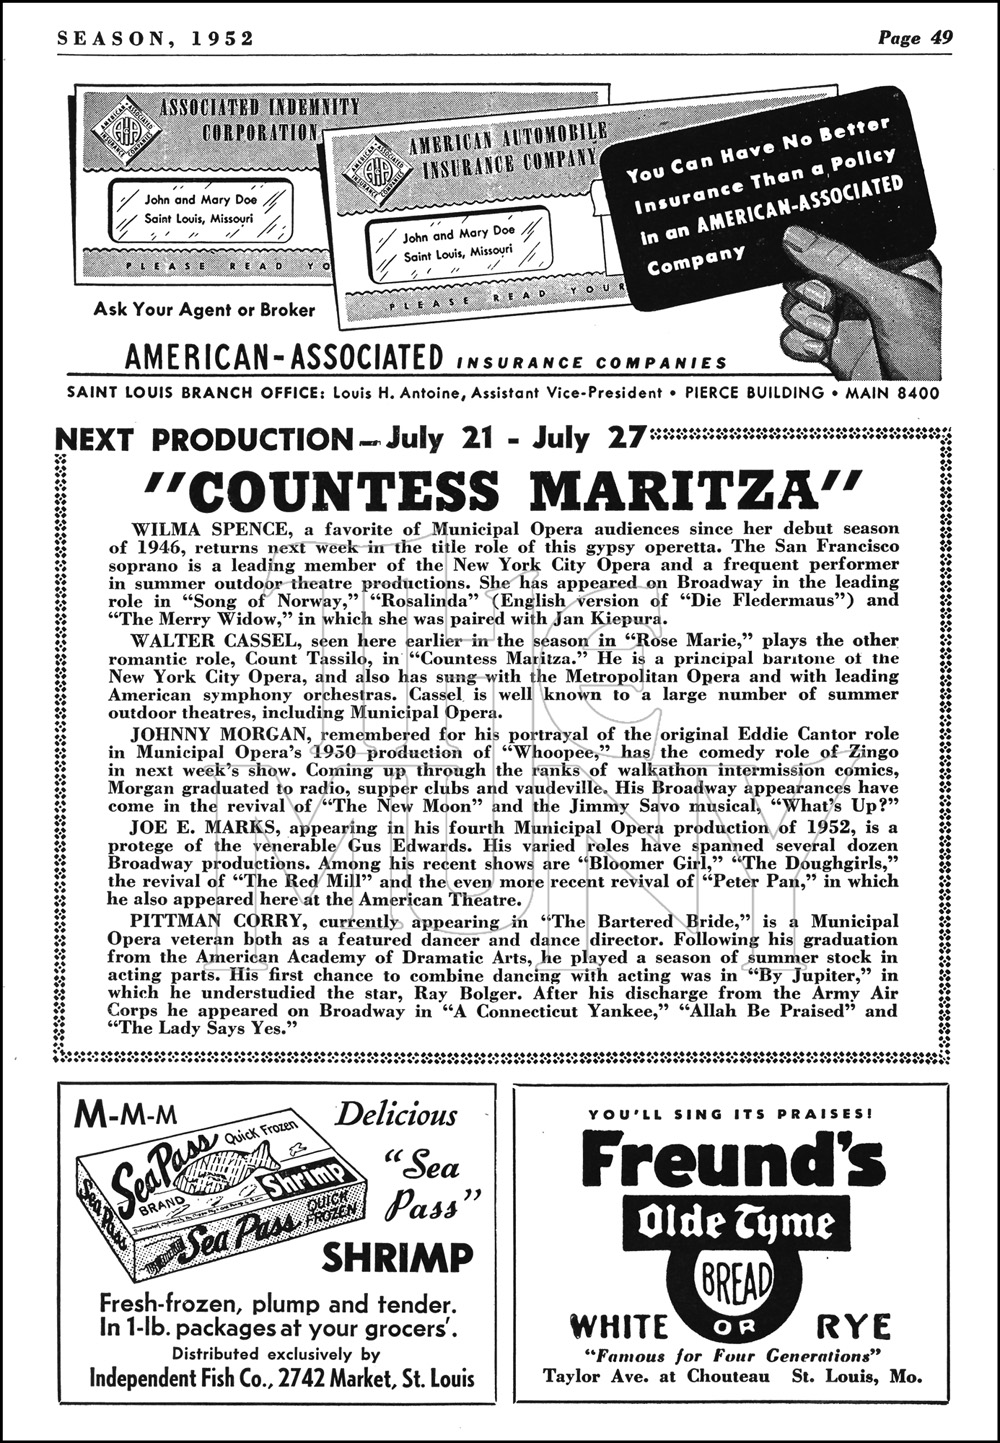 SEASON, 1952
Page 49
ASSOCIATED INDEMNITY
CORPORATION
AMERICAN ASSOCIATED
INSURANCE COMPANIES
John and Mary Doe
Saint Louis, Missouri
PLEASE READ YO
AMERICAN AUTOMOBILE
INSURANCE COMPANY
AMERICAN ASSOCIATED
INSURANCE COMPANIES
John and Mary Doe
Saint Louis, Missouri
PLEASE READ YOUR
You Can Have No Better
Insurance Than a Policy
in an AMERICAN-ASSOCIATED
Company
Ask Your Agent or Broker
AMERICAN-ASSOCIATED INSURANCE COMPANIES
SAINT LOUIS BRANCH OFFICE: Louis H. Antoine, Assistant Vice-President • PIERCE BUILDING • MAIN 8400
NEXT PRODUCTION—July 21 - July 27
"COUNTESS MARITZA"
WILMA SPENCE, a favorite of Municipal Opera audiences since her debut season
of 1946, returns next week in the title role of this gypsy operetta. The San Francisco
soprano is a leading member of the New York City Opera and a frequent performer
in summer outdoor theatre productions. She has appeared on Broadway in the leading
role in “Song of Norway,” “Rosalinda” (English version of “Die Fledermaus”) and
“The Merry Widow,” in which she was paired with Jan Kiepura.
WALTER CASSEL, seen here earlier in the season in “Rose Marie,” plays the other
romantic role, Count Tassilo, in “Countess Maritza.” He is a principal baritone of the
New York City Opera, and also has sung with the Metropolitan Opera and with leading
American symphony orchestras. Cassel is well known to a large number of summer
outdoor theatres, including Municipal Opera.
JOHNNY MORGAN, remembered for his portrayal of the original Eddie Cantor role
in Municipal Opera’s 1950 production of “Whoopee,” has the comedy role of Zingo
in next week’s show. Coming up through the ranks of walkathon intermission comics,
Morgan graduated to radio, supper clubs and vaudeville. His Broadway appearances have
come in the revival of “The New Moon” and the Jimmy Savo musical, “What’s Up?”
JOE E. MARKS, appearing in his fourth Municipal Opera production of 1952, is a
protege of the venerable Gus Edwards. His varied roles have spanned several dozen
Broadway productions. Among his recent shows are “Bloomer Girl,” “The Doughgirls,”
the revival of “The Red Mill” and the even more recent revival of “Peter Pan,” in which
he also appeared here at the American Theatre.
PITTMAN CORRY, currently appearing in “The Bartered Bride,” is a Municipal
Opera veteran both as a featured dancer and dance director. Following his graduation
from the American Academy of Dramatic Arts, he played a season of summer stock in
acting parts. His first chance to combine dancing with acting was in “By Jupiter,” in
which he understudied the star, Ray Bolger. After his discharge from the Army Air
Corps he appeared on Broadway in “A Connecticut Yankee,” “Allah Be Praised” and
“The Lady Says Yes.”
The
MUNY
M-M-M
Delicious
“Sea
Pass”
SHRIMP
Sea Pass
BRAND
Quick Frozen
Shrimp
Sea Pass
Sea Pass
QUICK
FROZEN
Fresh-frozen, plump and tender.
In 1-lb. packages at your grocers'.
Distributed exclusively by
Independent Fish Co., 2742 Market, St. Louis
YOU'LL SING ITS PRAISES!
Freund's
Olde Tyme
BREAD
WHITE OR RYE
“Famous for Four Generations”
Taylor Ave. at Chouteau St. Louis, Mo.